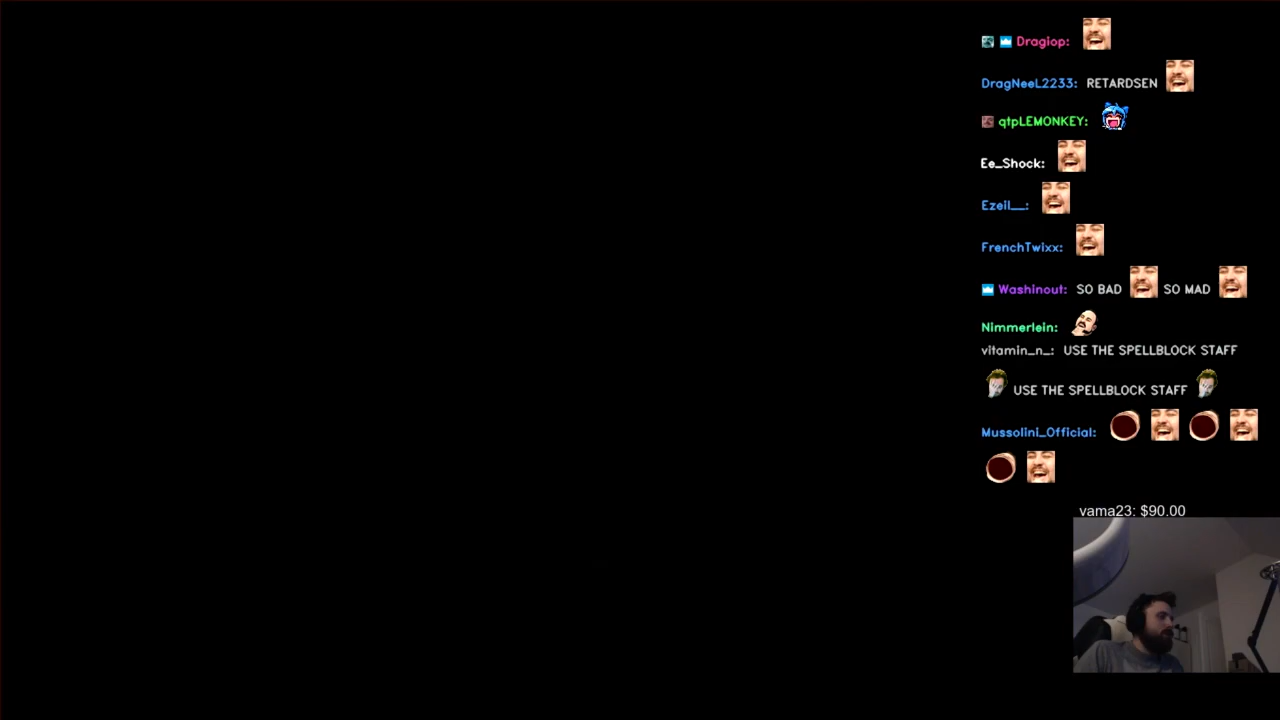 Dragiop:
DragNeeL2233: RETARDSEN
qtpLEMONKEY:
Ee_Shock:
Ezeil__:
FrenchTwixx:
Washinout: SO BAD SO MAD
Nimmerlein:
vitamin_n_: USE THE SPELLBLOCK STAFF
USE THE SPELLBLOCK STAFF
Mussolini_Official:
vama23: $90.00